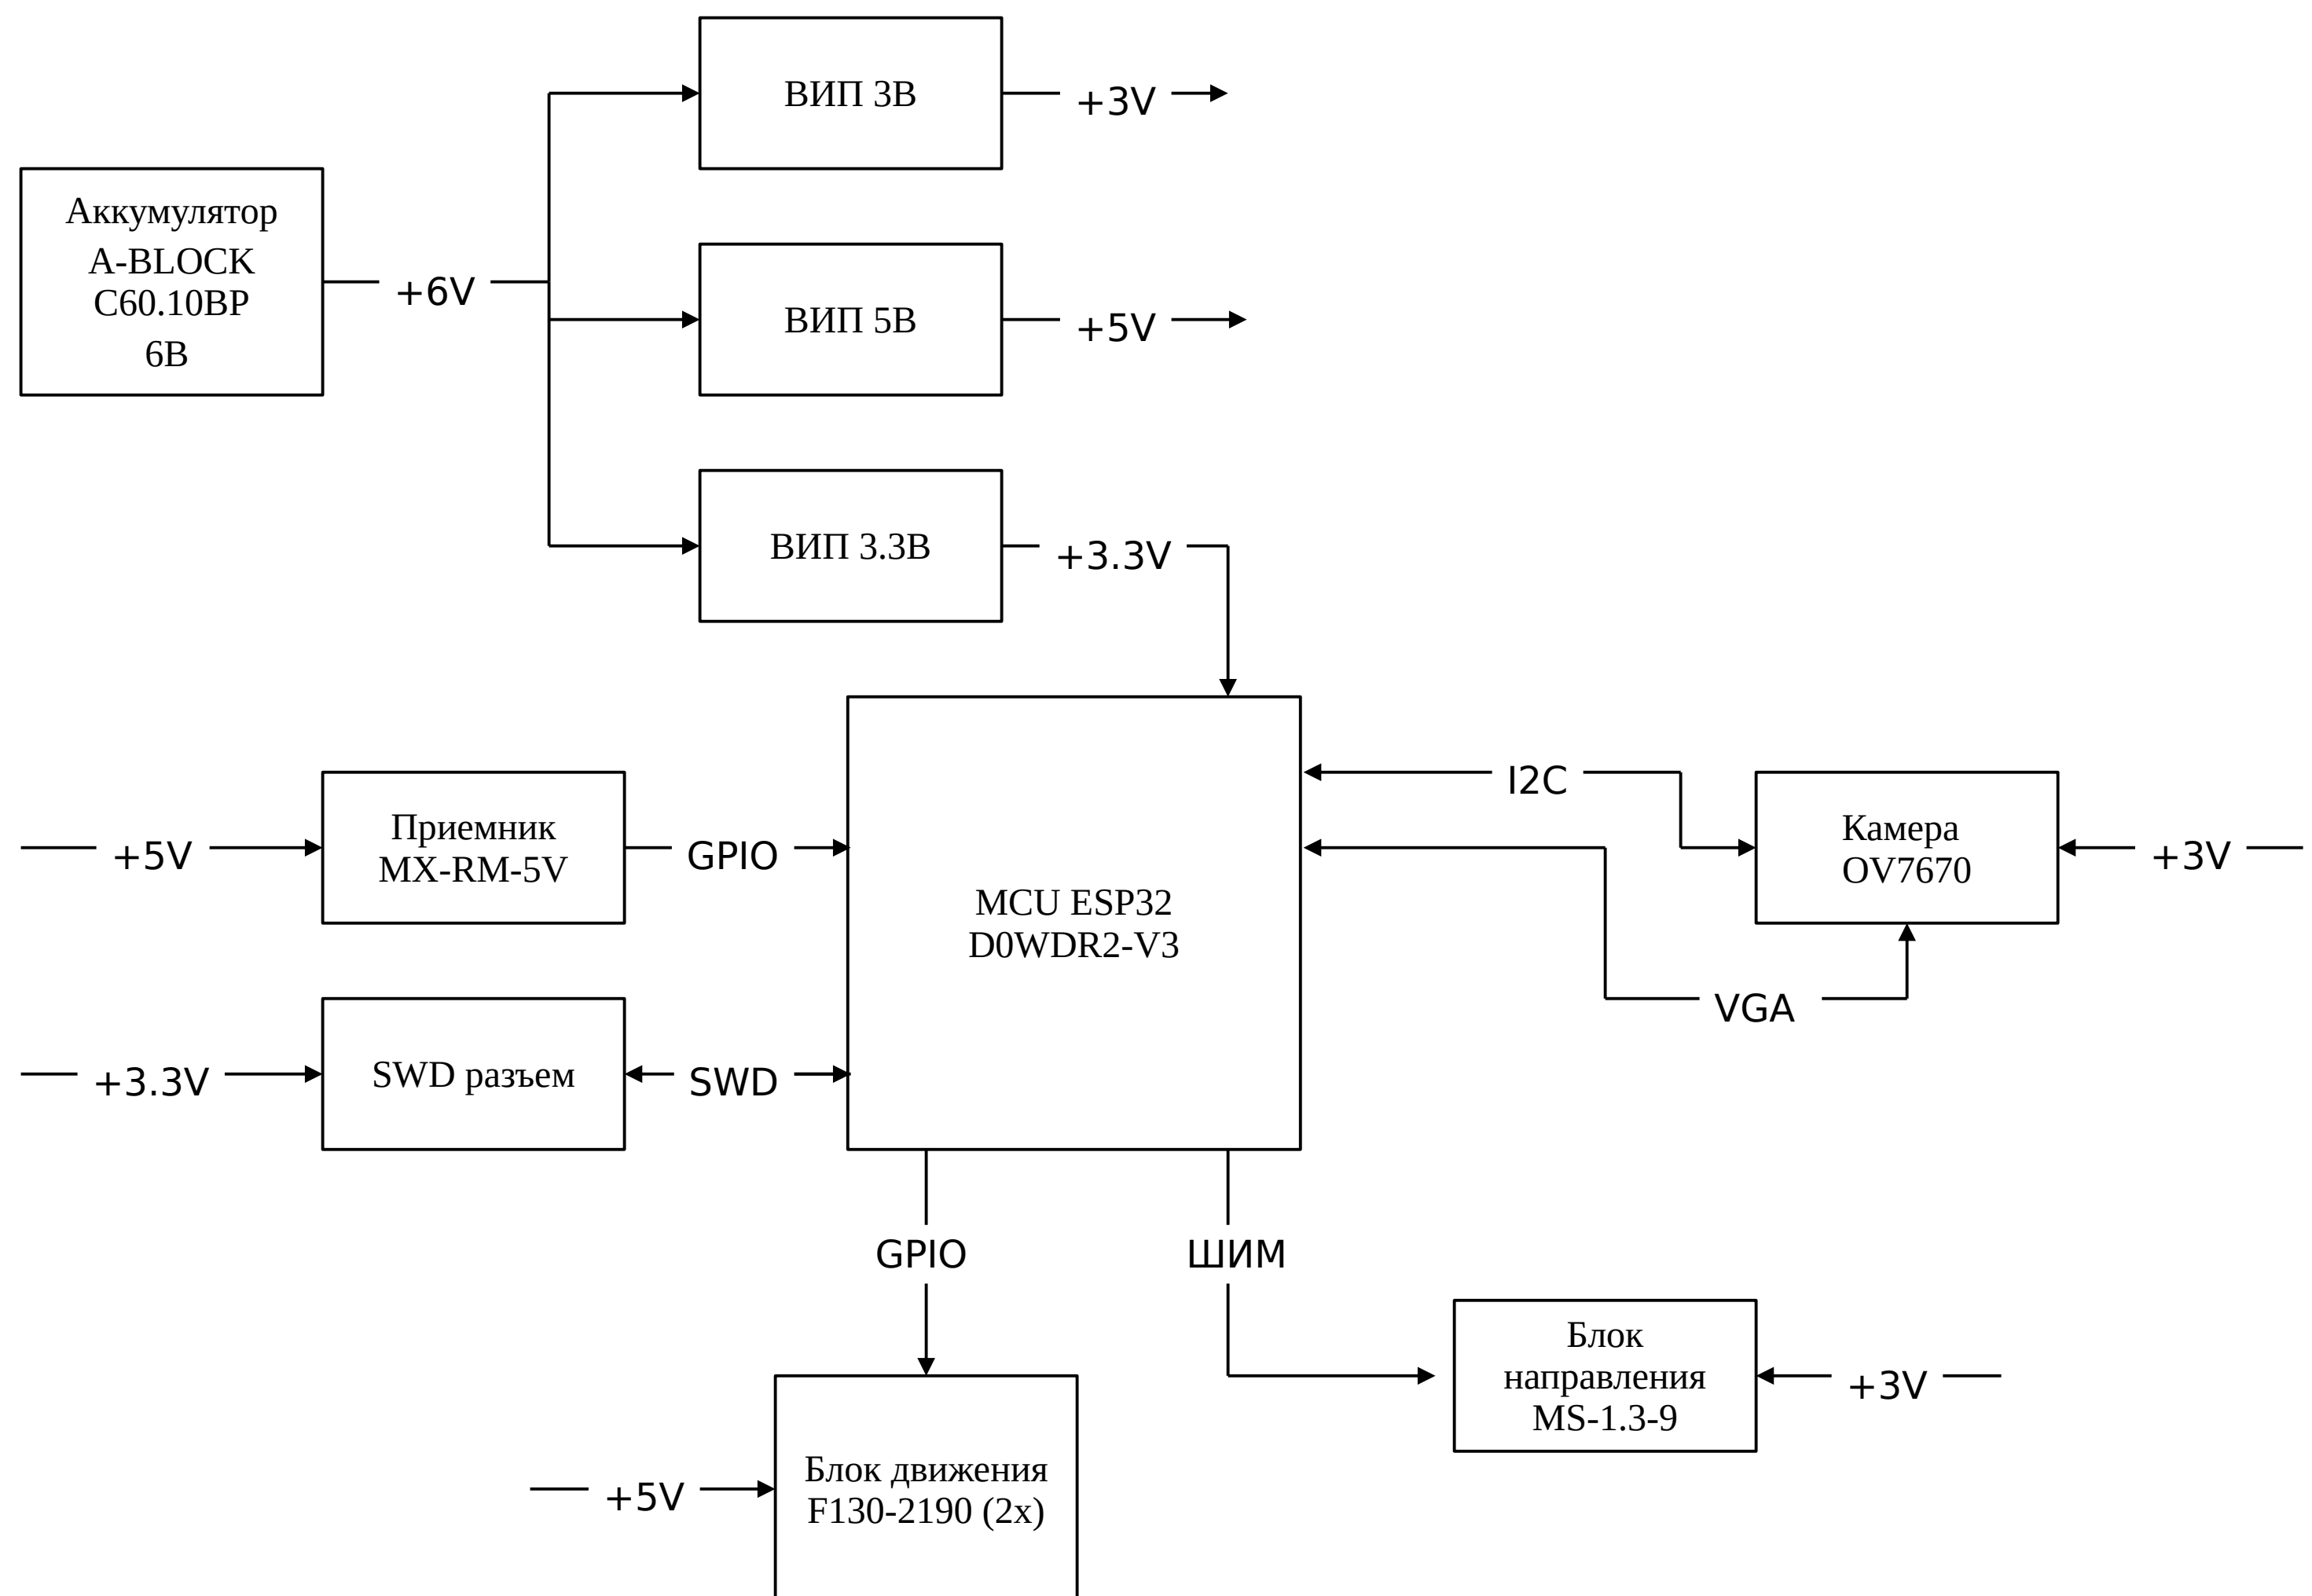 ВИП 3В
+3V
Аккумулятор
A-BLOCK
C60.10BP
6В
+6V
ВИП 5В
+5V
ВИП 3.3В
+3.3V
+5V
Приемник
MX-RM-5V
GPIO
MCU ESP32
D0WDR2-V3
I2C
Камера
OV7670
+3V
VGA
+3.3V
SWD разъем
SWD
GPIO
ШИМ
Блок
направления
MS-1.3-9
+3V
+5V
Блок движения
F130-2190 (2x)